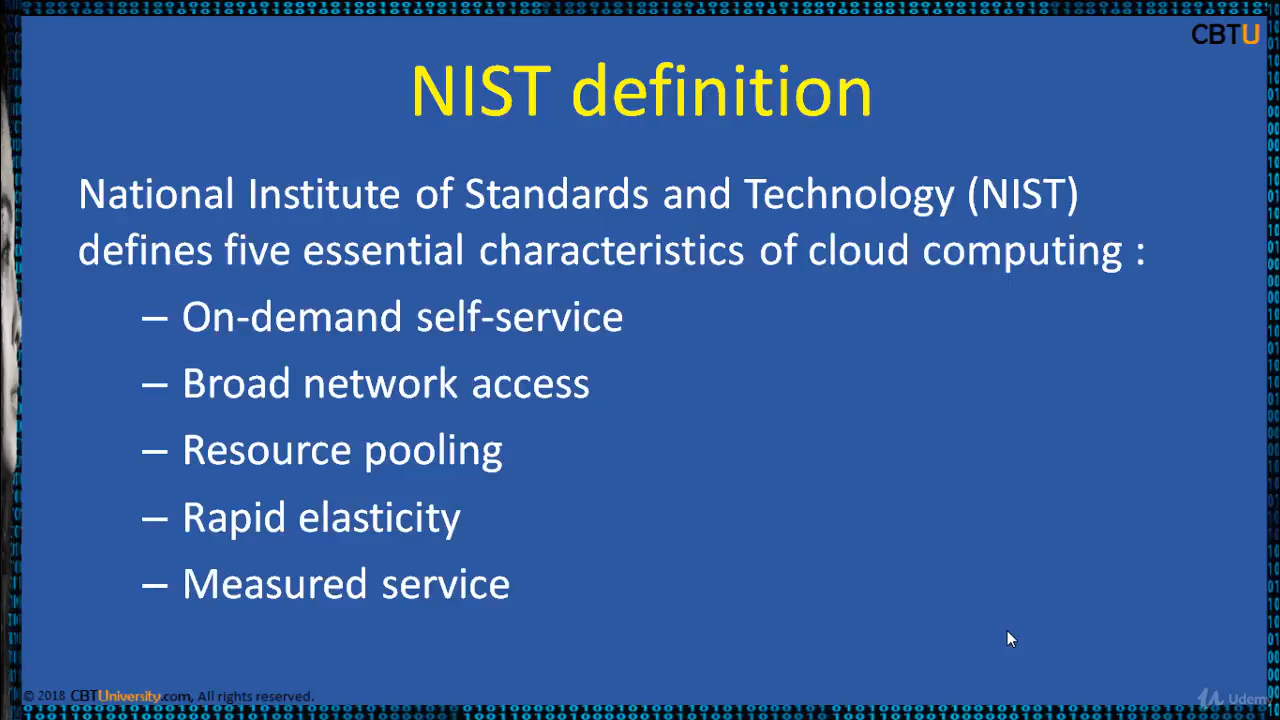 CBTU
NIST definition
National Institute of Standards and Technology (NIST)
defines five essential characteristics of cloud computing :
– On-demand self-service
– Broad network access
– Resource pooling
– Rapid elasticity
– Measured service
© 2018 CBTUniversity.com, All rights reserved.
Udemy